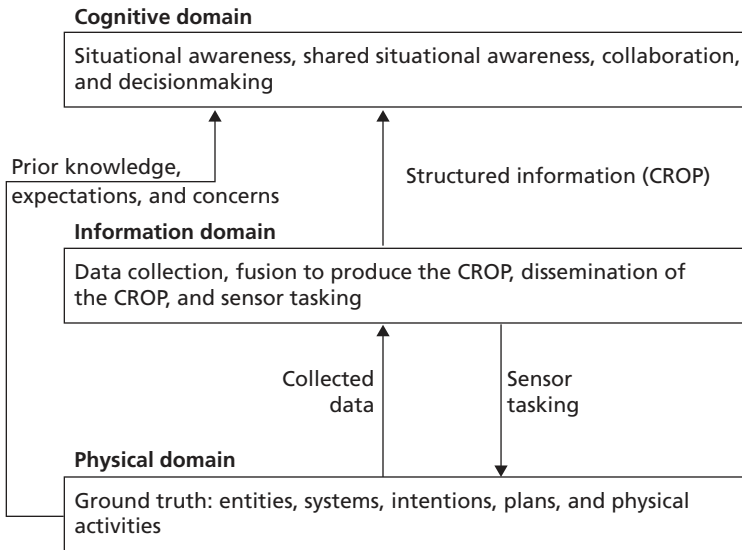 Cognitive domain
Situational awareness, shared situational awareness, collaboration,
and decisionmaking
Prior knowledge,
expectations, and concerns
Structured information (CROP)
Information domain
Data collection, fusion to produce the CROP, dissemination of
the CROP, and sensor tasking
Collected
data
Sensor
tasking
Physical domain
Ground truth: entities, systems, intentions, plans, and physical
activities